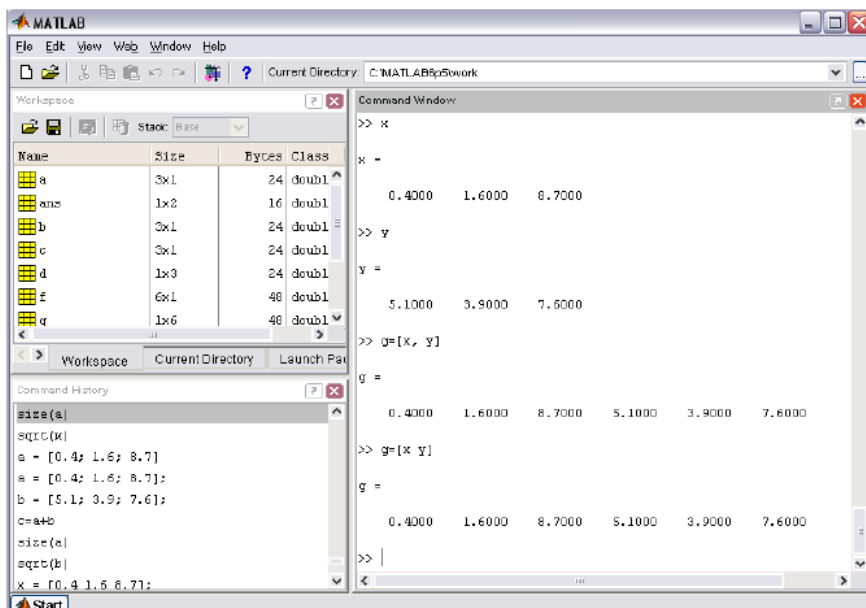 MATLAB
File Edit View Web Window Help
? Current Directory: C:\MATLAB6p5\work ...
Workspace
Stack: Base
Name Size Bytes Class
a 3x1 24 doubl
ans 1x2 16 doubl
b 3x1 24 doubl
c 3x1 24 doubl
d 1x3 24 doubl
f 6x1 48 doubl
g 1x6 48 doubl
Workspace Current Directory Launch Pa
Command History
size(a|
sqrt(x|
a = [0.4; 1.6; 8.7]
a = [0.4; 1.6; 8.7];
b = [5.1; 3.9; 7.6];
c=a+b
size(a|
sqrt(b|
x = [0.4 1.6 8.7];
Command Window
>> x
x =
0.4000 1.6000 8.7000
>> y
y =
5.1000 3.9000 7.6000
>> g=[x, y]
g =
0.4000 1.6000 8.7000 5.1000 3.9000 7.6000
>> g=[x y]
g =
0.4000 1.6000 8.7000 5.1000 3.9000 7.6000
>>
Start